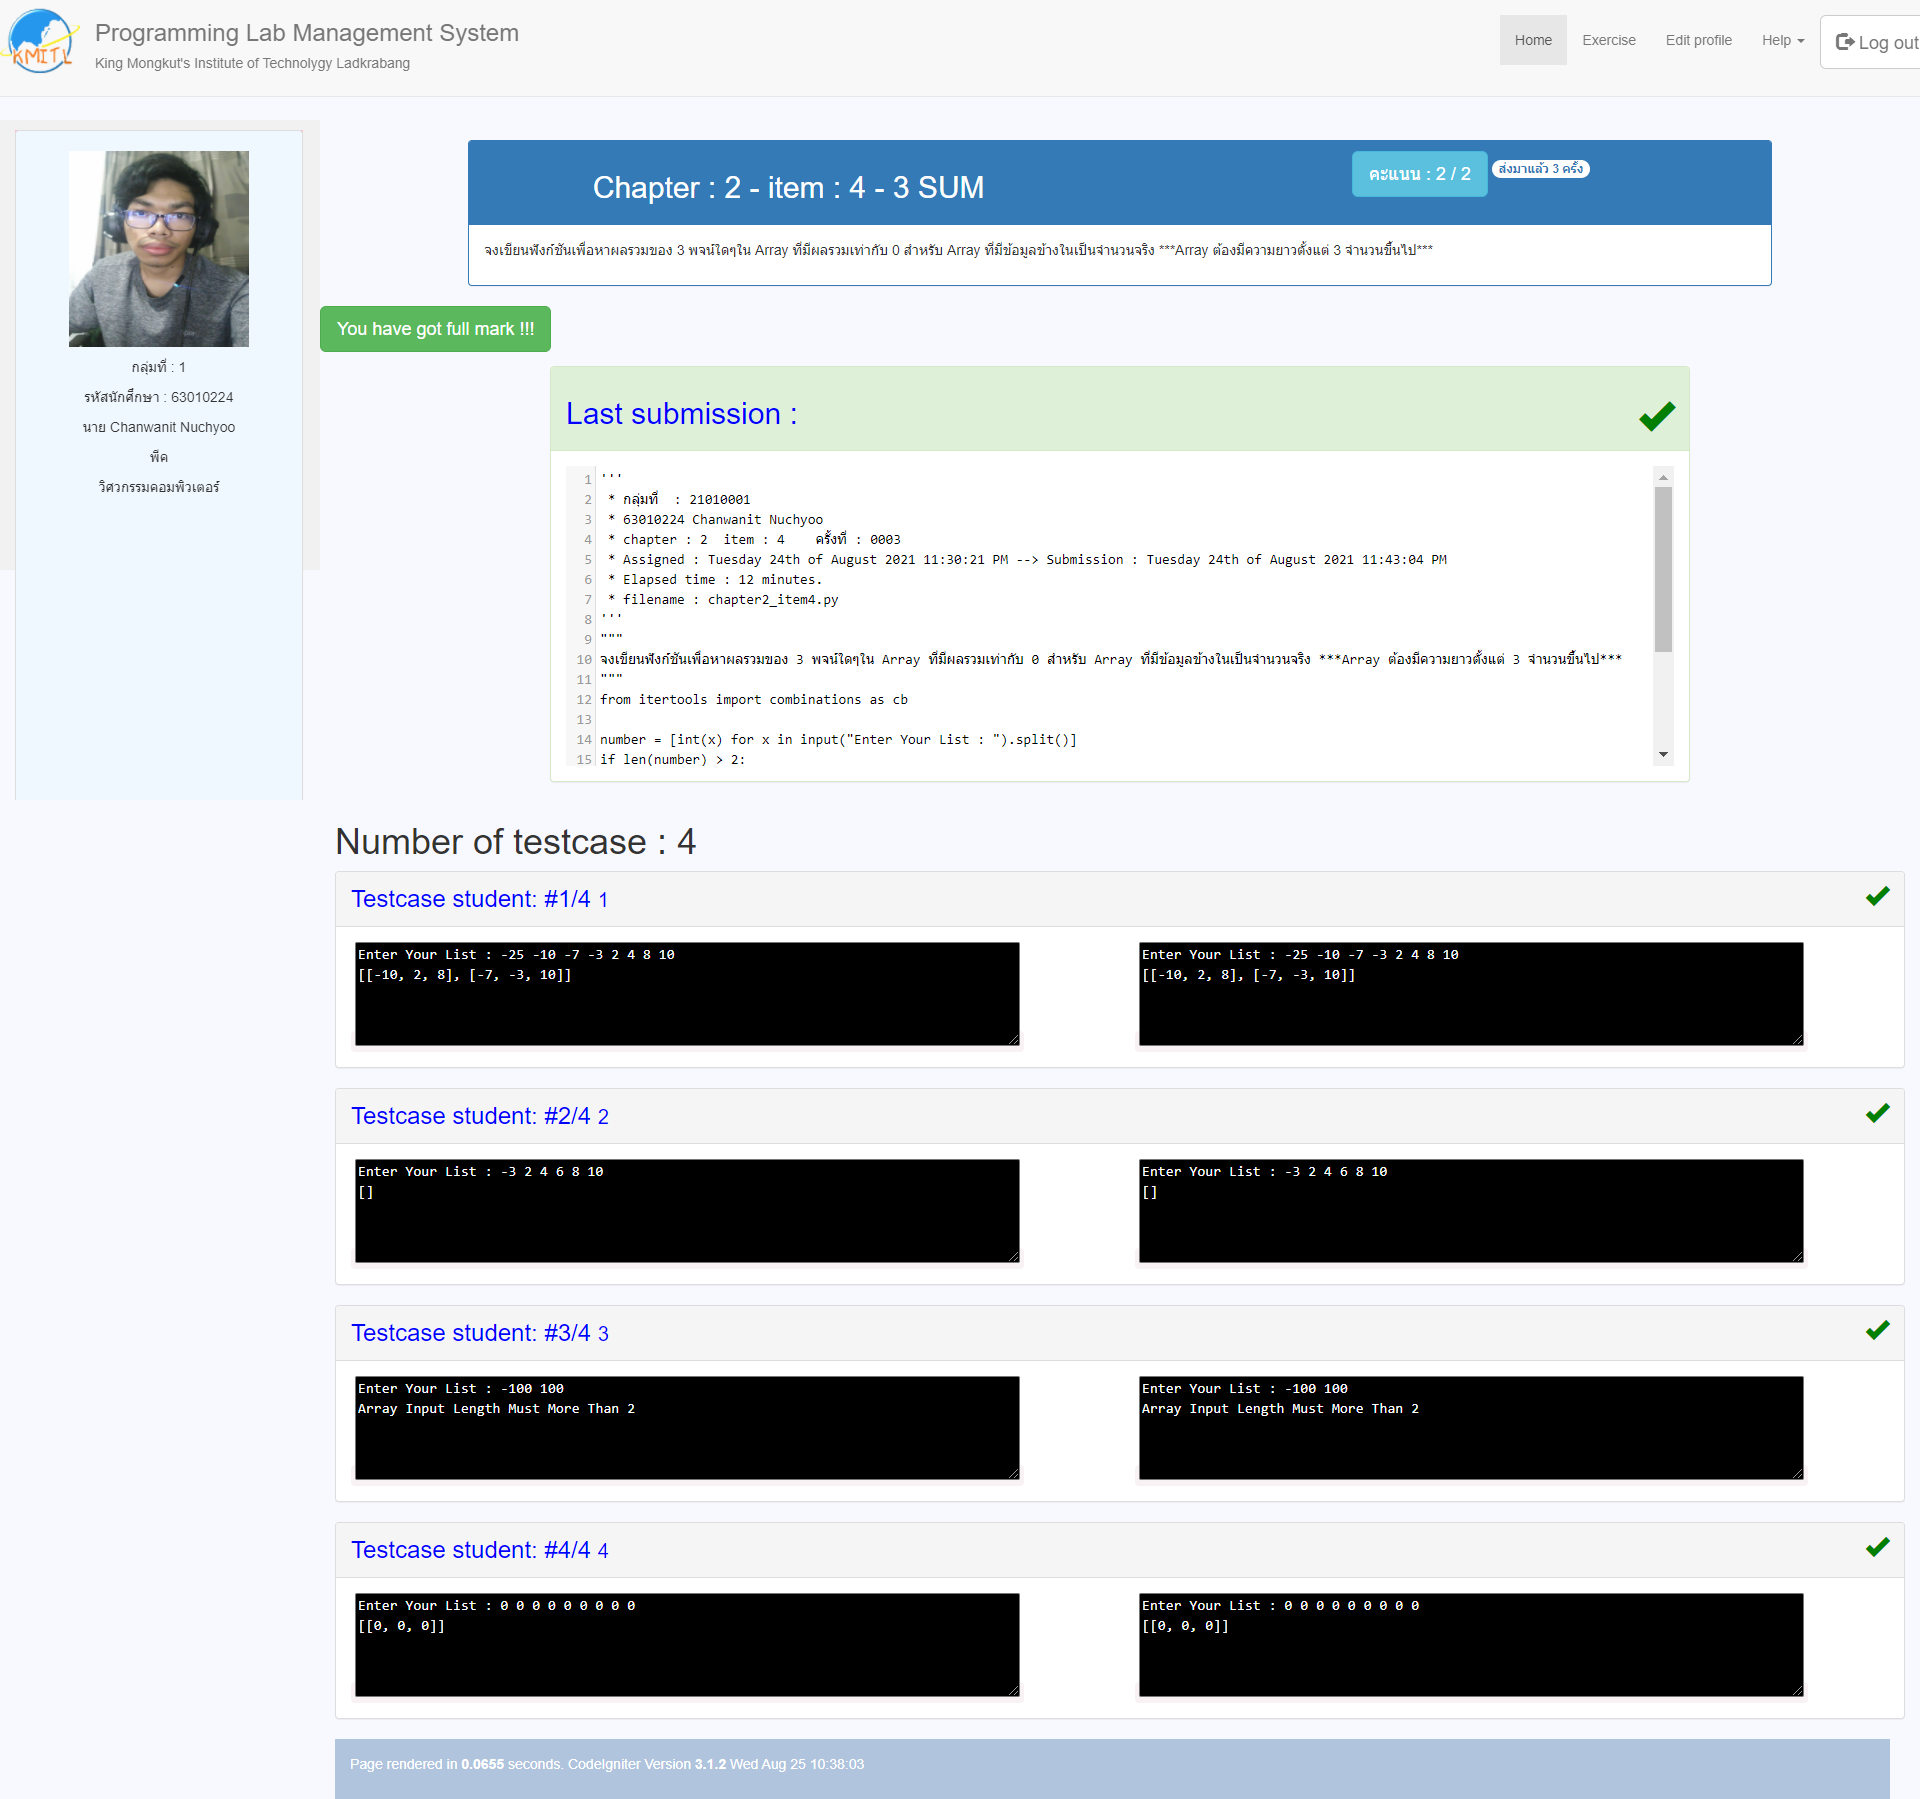 KMITL
Programming Lab Management System
King Mongkut's Institute of Technolygy Ladkrabang
Home Exercise Edit profile Help Log out
กลุ่มที่ : 1
รหัสนักศึกษา : 63010224
นาย Chanwanit Nuchyoo
พีค
วิศวกรรมคอมพิวเตอร์
Chapter : 2 - item : 4 - 3 SUM
คะแนน : 2 / 2 ส่งมาแล้ว 3 ครั้ง
จงเขียนฟังก์ชันเพื่อหาผลรวมของ 3 พจน์ใดๆใน Array ที่มีผลรวมเท่ากับ 0 สำหรับ Array ที่มีข้อมูลข้างในเป็นจำนวนจริง ***Array ต้องมีความยาวตั้งแต่ 3 จำนวนขึ้นไป***
You have got full mark !!!
Last submission :
1 '''
2 * กลุ่มที่ : 21010001
3 * 63010224 Chanwanit Nuchyoo
4 * chapter : 2 item : 4 ครั้งที่ : 0003
5 * Assigned : Tuesday 24th of August 2021 11:30:21 PM --> Submission : Tuesday 24th of August 2021 11:43:04 PM
6 * Elapsed time : 12 minutes.
7 * filename : chapter2_item4.py
8 '''
9 """
10 จงเขียนฟังก์ชันเพื่อหาผลรวมของ 3 พจน์ใดๆใน Array ที่มีผลรวมเท่ากับ 0 สำหรับ Array ที่มีข้อมูลข้างในเป็นจำนวนจริง ***Array ต้องมีความยาวตั้งแต่ 3 จำนวนขึ้นไป***
11 """
12 from itertools import combinations as cb
13
14 number = [int(x) for x in input("Enter Your List : ").split()]
15 if len(number) > 2:
Number of testcase : 4
Testcase student: #1/4 1
Enter Your List : -25 -10 -7 -3 2 4 8 10
[[-10, 2, 8], [-7, -3, 10]]
Enter Your List : -25 -10 -7 -3 2 4 8 10
[[-10, 2, 8], [-7, -3, 10]]
Testcase student: #2/4 2
Enter Your List : -3 2 4 6 8 10
[]
Enter Your List : -3 2 4 6 8 10
[]
Testcase student: #3/4 3
Enter Your List : -100 100
Array Input Length Must More Than 2
Enter Your List : -100 100
Array Input Length Must More Than 2
Testcase student: #4/4 4
Enter Your List : 0 0 0 0 0 0 0 0 0
[[0, 0, 0]]
Enter Your List : 0 0 0 0 0 0 0 0 0
[[0, 0, 0]]
Page rendered in 0.0655 seconds. CodeIgniter Version 3.1.2 Wed Aug 25 10:38:03